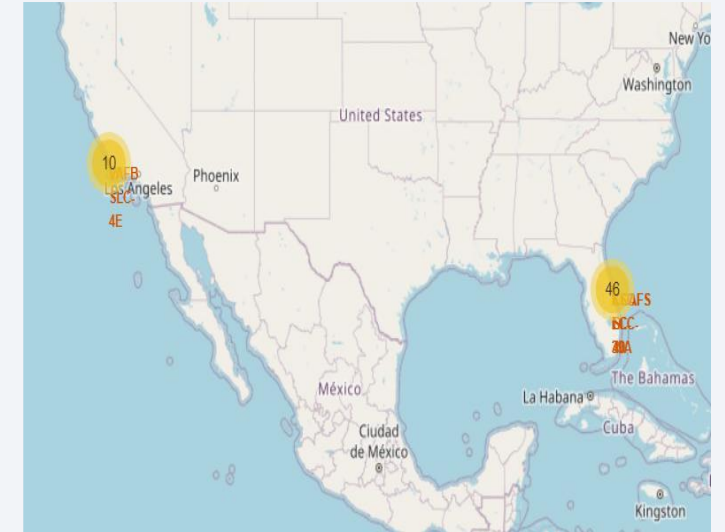 New Yo
Washington
United States
10
Phoenix
Los Angeles
SLC-
4E
46
The Bahamas
La Habana
Cuba
México
Ciudad
de México
Kingston